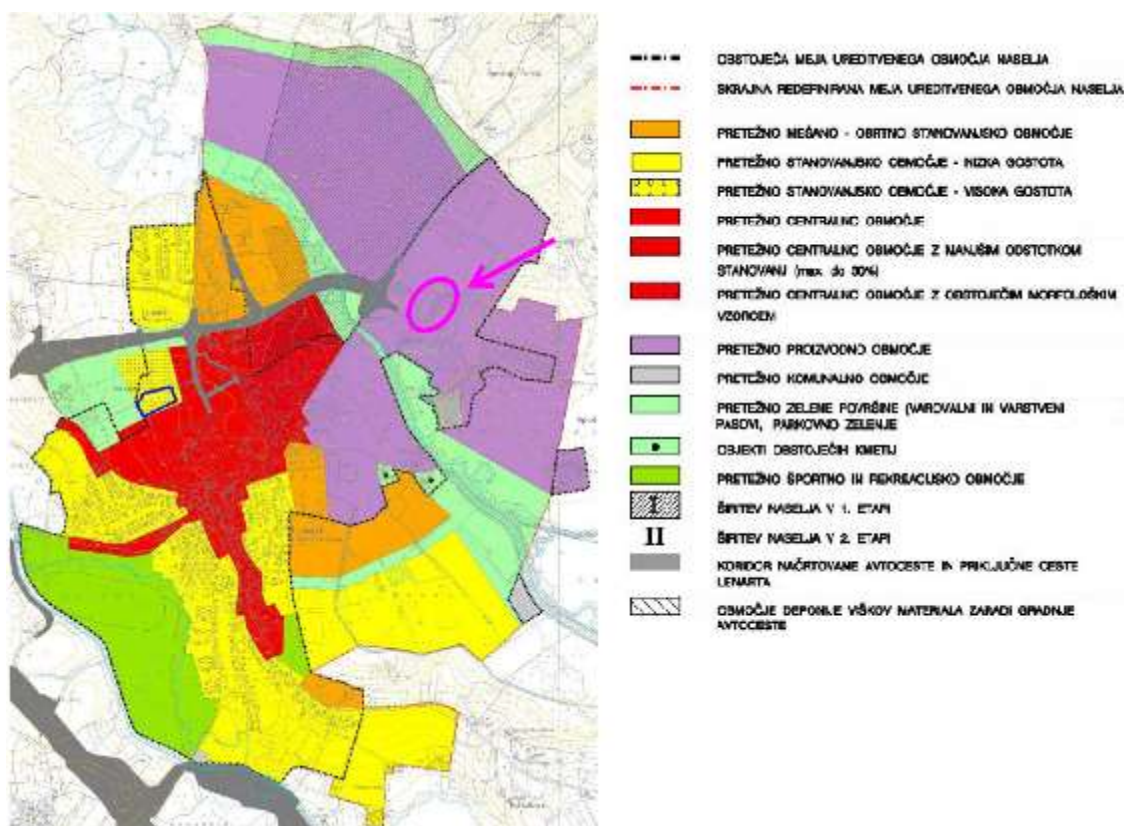 OBSTOJEČA MEJA UREDITVENEGA OBMOČJA NASELJA
SKRAJNA REDEFINIRANA MEJA UREDITVENEGA OBMOČJA NASELJA
PRETEŽNO MEŠANO - OBRTNO STANOVANJSKO OBMOČJE
PRETEŽNO STANOVANJSKO OBMOČJE - NIZKA GOSTOTA
PRETEŽNO STANOVANJSKO OBMOČJE - VISOKA GOSTOTA
PRETEŽNO CENTRALNO OBMOČJE
PRETEŽNO CENTRALNO OBMOČJE Z MANJŠIM ODSTOTKOM
STANOVANJ (max. do 30%)
PRETEŽNO CENTRALNO OBMOČJE Z OBSTOJEČIM MORFOLOŠKIM
VZORCEM
PRETEŽNO PROIZVODNO OBMOČJE
PRETEŽNO KOMUNALNO OBMOČJE
PRETEŽNO ZELENE POVRŠINE (VAROVALNI IN VARSTVENI
PASOVI, PARKOVNO ZELENJE
OBJEKTI OBSTOJEČIH KMETIJ
PRETEŽNO ŠPORTNO IN REKREACIJSKO OBMOČJE
I ŠIRITEV NASELJA V 1. ETAPI
II ŠIRITEV NASELJA V 2. ETAPI
KORIDOR NAČRTOVANE AVTOCESTE IN PRIKLJUČNE CESTE
LENARTA
OBMOČJE DEPONIJE VIŠKOV MATERIALA ZARADI GRADNJE
AVTOCESTE